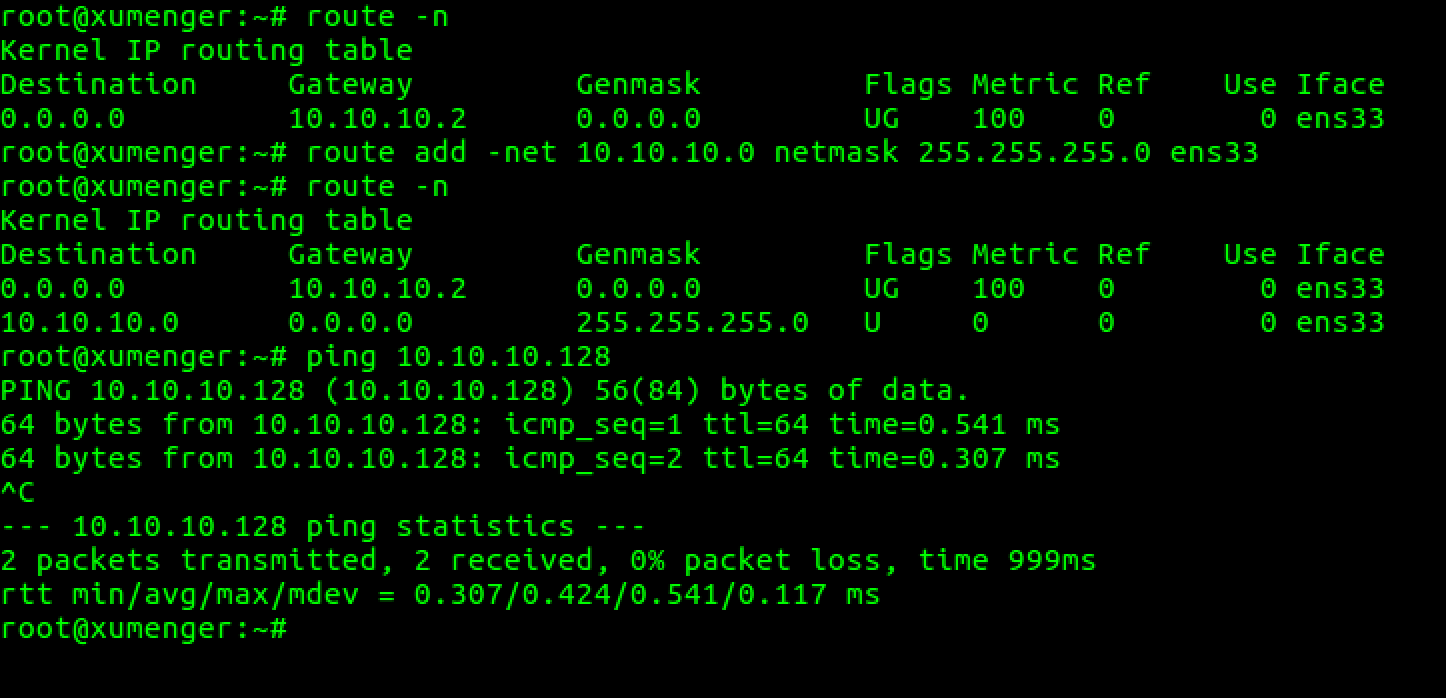 root@xumenger:~# route -n
Kernel IP routing table
Destination     Gateway         Genmask         Flags Metric Ref    Use Iface
0.0.0.0         10.10.10.2      0.0.0.0         UG    100    0        0 ens33
root@xumenger:~# route add -net 10.10.10.0 netmask 255.255.255.0 ens33
root@xumenger:~# route -n
Kernel IP routing table
Destination     Gateway         Genmask         Flags Metric Ref    Use Iface
0.0.0.0         10.10.10.2      0.0.0.0         UG    100    0        0 ens33
10.10.10.0      0.0.0.0         255.255.255.0   U     0      0        0 ens33
root@xumenger:~# ping 10.10.10.128
PING 10.10.10.128 (10.10.10.128) 56(84) bytes of data.
64 bytes from 10.10.10.128: icmp_seq=1 ttl=64 time=0.541 ms
64 bytes from 10.10.10.128: icmp_seq=2 ttl=64 time=0.307 ms
^C
--- 10.10.10.128 ping statistics ---
2 packets transmitted, 2 received, 0% packet loss, time 999ms
rtt min/avg/max/mdev = 0.307/0.424/0.541/0.117 ms
root@xumenger:~#